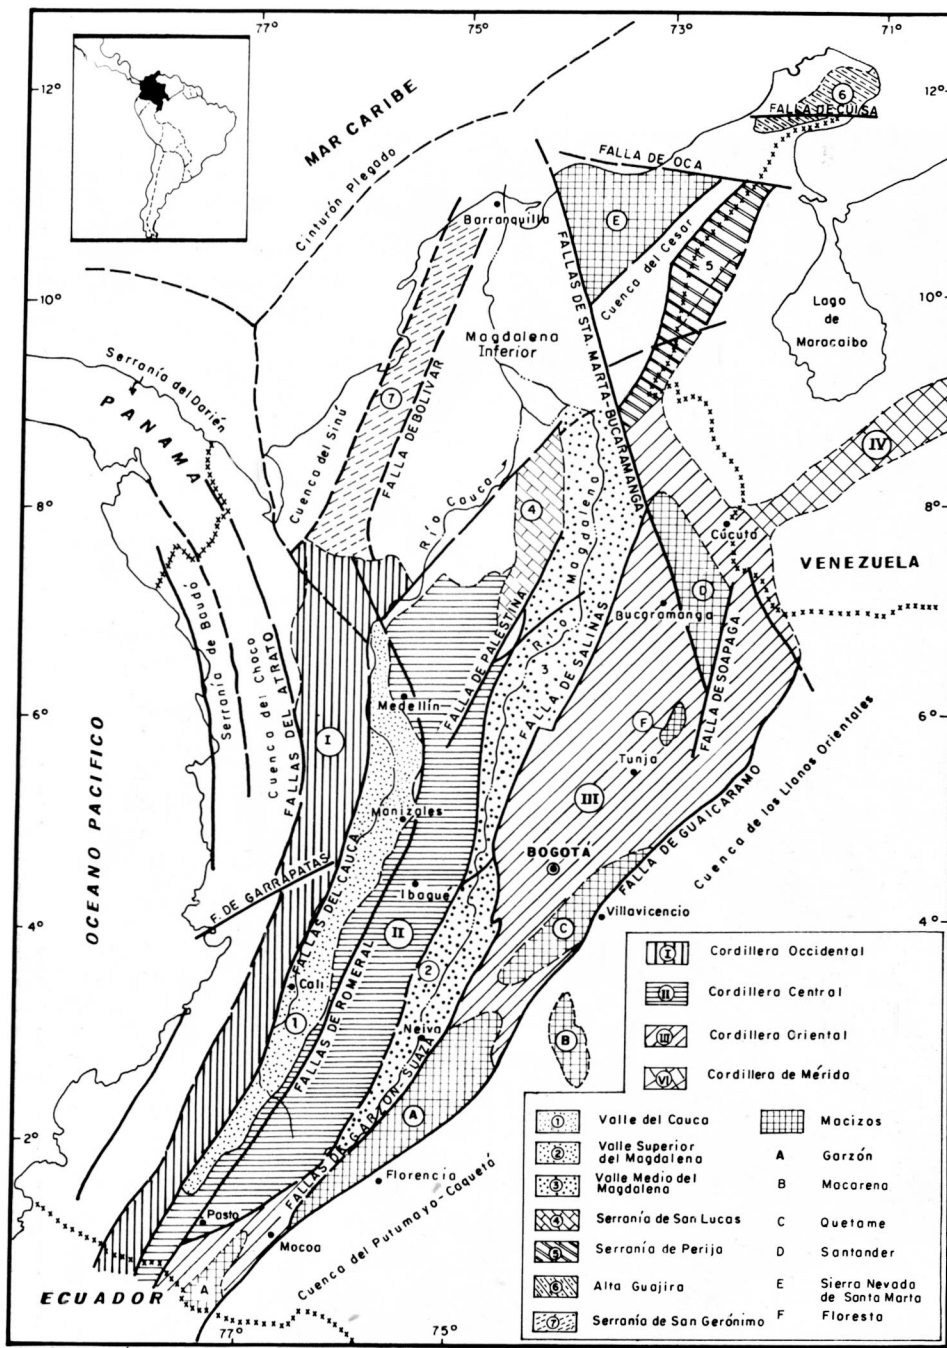 77°
75°
73°
71°
12°
12°
MAR CARIBE
Cinturón Plegado
6
FALLA DE CUISA
FALLA DE OCA
Barranquilla
E
Cuenca del Cesar
5
FALLAS DE STA. MARTA-BUCARAMANGA
10°
10°
Lago
de
Maracaibo
Magdalena
Inferior
Serranía del Darién
PANAMA
7
Cuenca del Sinú
FALLA DE BOLIVAR
IV
8°
8°
Río Cauca
4
Río Magdalena
Cúcuta
VENEZUELA
D
Bucaramanga
Serranía de Baudó
Cuenca del Choco
FALLAS DEL ATRATO
FALLA DE PALESTINA
3
FALLA DE SALINAS
FALLA DE SOAPAGA
Medellín
6°
6°
I
F
Tunja
OCEANO PACIFICO
III
Manizales
BOGOTÁ
FALLA DE GUAICARAMO
Cuenca de los Llanos Orientales
F. DE GARRAPATAS
FALLAS DEL CAUCA
Ibagué
Villavicencio
4°
4°
II
C
2
Cali
1
FALLAS DE ROMERAL
Neiva
B
FALLAS DE GARZON-SUAZA
A
2°
Florencia
Pasto
Mocoa
Cuenca del Putumayo-Caquetá
A
ECUADOR
77°
75°
I Cordillera Occidental
II Cordillera Central
III Cordillera Oriental
VI Cordillera de Mérida
1 Valle del Cauca
2 Valle Superior
del Magdalena
3 Valle Medio del
Magdalena
4 Serranía de San Lucas
5 Serranía de Perija
6 Alta Guajira
7 Serranía de San Gerónimo
Macizos
A Garzón
B Macarena
C Quetame
D Santander
E Sierra Nevada
de Santa Marta
F Floresta